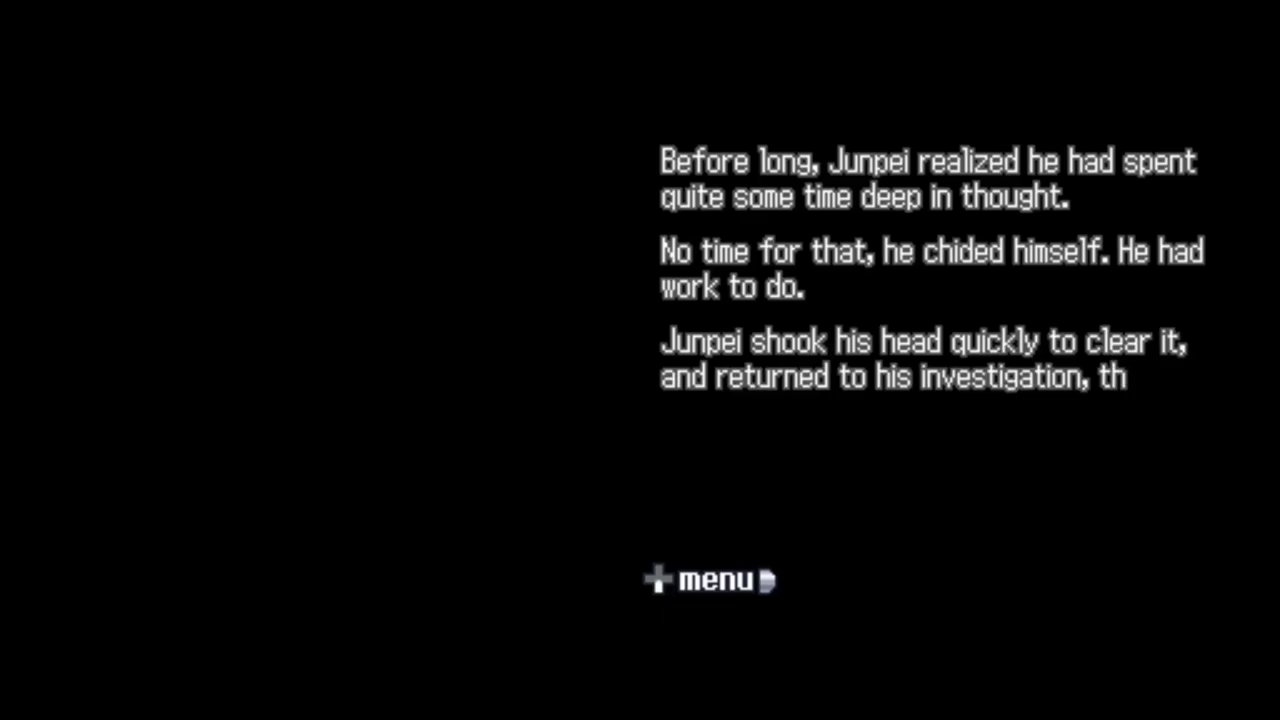 Before long, Junpei realized he had spent
quite some time deep in thought.
No time for that, he chided himself. He had
work to do.
Junpei shook his head quickly to clear it,
and returned to his investigation, th
menu